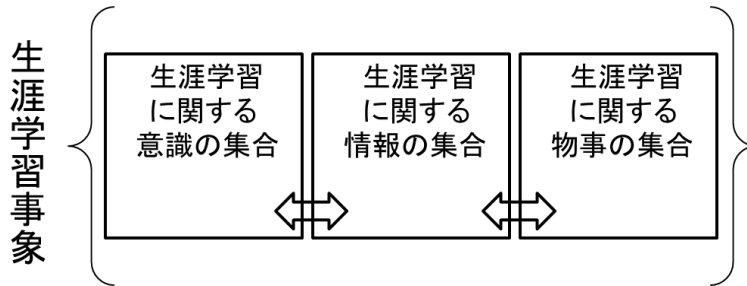 生涯学習事象
生涯学習
に関する
意識の集合
生涯学習
に関する
情報の集合
生涯学習
に関する
物事の集合